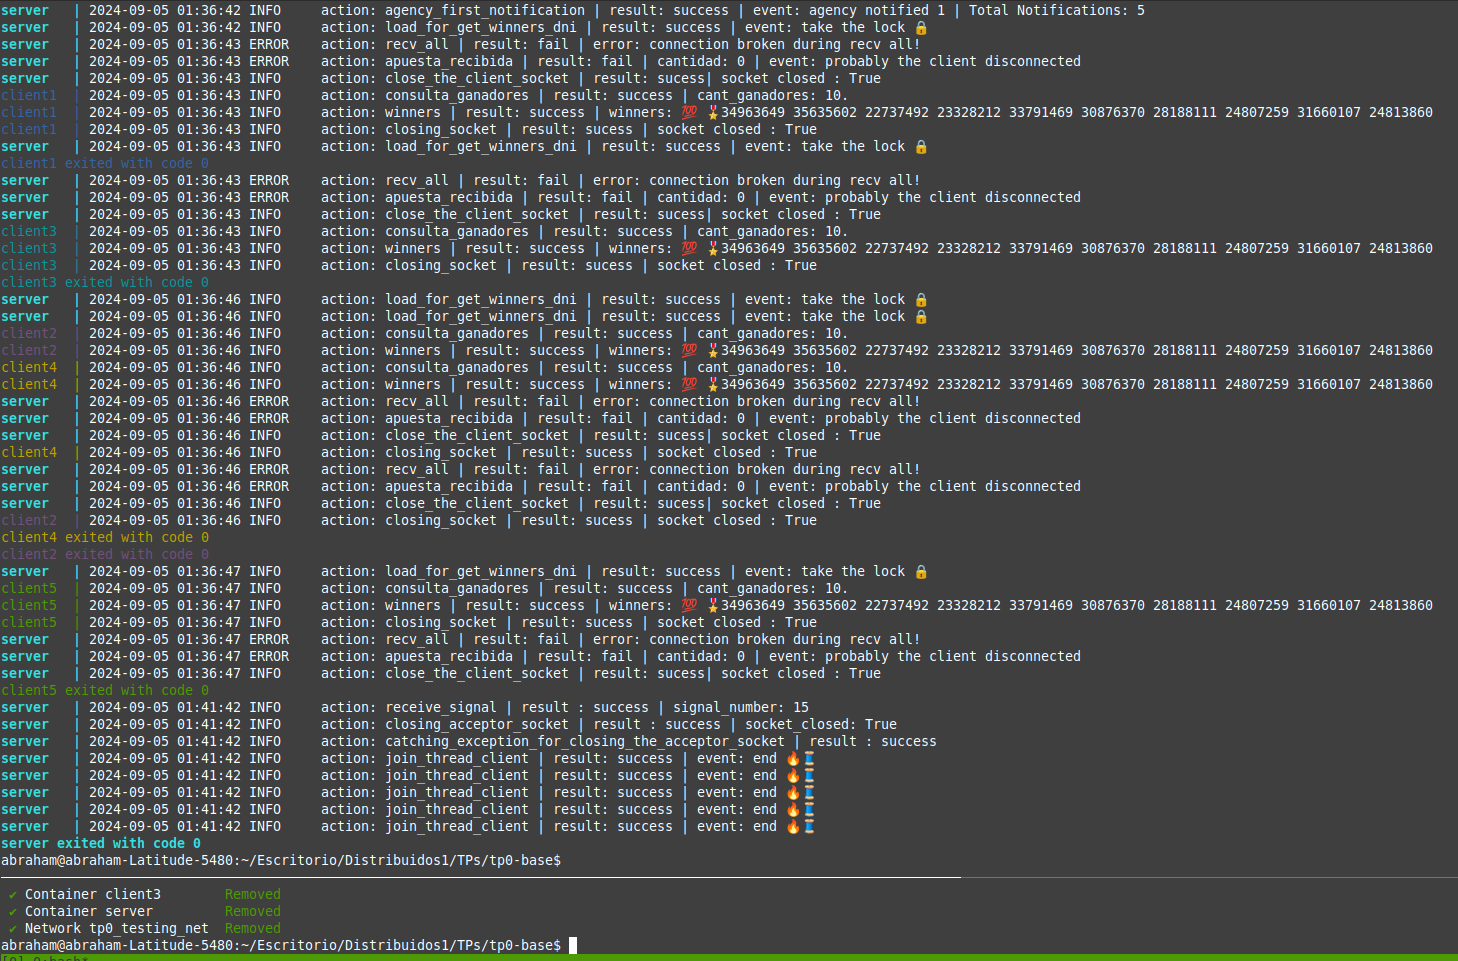 server   | 2024-09-05 01:36:42 INFO     action: agency_first_notification | result: success | event: agency notified 1 | Total Notifications: 5
server   | 2024-09-05 01:36:42 INFO     action: load_for_get_winners_dni | result: success | event: take the lock 🔒
server   | 2024-09-05 01:36:43 ERROR    action: recv_all | result: fail | error: connection broken during recv all!
server   | 2024-09-05 01:36:43 ERROR    action: apuesta_recibida | result: fail | cantidad: 0 | event: probably the client disconnected
server   | 2024-09-05 01:36:43 INFO     action: close_the_client_socket | result: sucess| socket closed : True
client1  | 2024-09-05 01:36:43 INFO     action: consulta_ganadores | result: success | cant_ganadores: 10.
client1  | 2024-09-05 01:36:43 INFO     action: winners | result: success | winners: 💯 🎖34963649 35635602 22737492 23328212 33791469 30876370 28188111 24807259 31660107 24813860
client1  | 2024-09-05 01:36:43 INFO     action: closing_socket | result: sucess | socket closed : True
server   | 2024-09-05 01:36:43 INFO     action: load_for_get_winners_dni | result: success | event: take the lock 🔒
client1 exited with code 0
server   | 2024-09-05 01:36:43 ERROR    action: recv_all | result: fail | error: connection broken during recv all!
server   | 2024-09-05 01:36:43 ERROR    action: apuesta_recibida | result: fail | cantidad: 0 | event: probably the client disconnected
server   | 2024-09-05 01:36:43 INFO     action: close_the_client_socket | result: sucess| socket closed : True
client3  | 2024-09-05 01:36:43 INFO     action: consulta_ganadores | result: success | cant_ganadores: 10.
client3  | 2024-09-05 01:36:43 INFO     action: winners | result: success | winners: 💯 🎖34963649 35635602 22737492 23328212 33791469 30876370 28188111 24807259 31660107 24813860
client3  | 2024-09-05 01:36:43 INFO     action: closing_socket | result: sucess | socket closed : True
client3 exited with code 0
server   | 2024-09-05 01:36:46 INFO     action: load_for_get_winners_dni | result: success | event: take the lock 🔒
server   | 2024-09-05 01:36:46 INFO     action: load_for_get_winners_dni | result: success | event: take the lock 🔒
client2  | 2024-09-05 01:36:46 INFO     action: consulta_ganadores | result: success | cant_ganadores: 10.
client2  | 2024-09-05 01:36:46 INFO     action: winners | result: success | winners: 💯 🎖34963649 35635602 22737492 23328212 33791469 30876370 28188111 24807259 31660107 24813860
client4  | 2024-09-05 01:36:46 INFO     action: consulta_ganadores | result: success | cant_ganadores: 10.
client4  | 2024-09-05 01:36:46 INFO     action: winners | result: success | winners: 💯 🎖34963649 35635602 22737492 23328212 33791469 30876370 28188111 24807259 31660107 24813860
server   | 2024-09-05 01:36:46 ERROR    action: recv_all | result: fail | error: connection broken during recv all!
server   | 2024-09-05 01:36:46 ERROR    action: apuesta_recibida | result: fail | cantidad: 0 | event: probably the client disconnected
server   | 2024-09-05 01:36:46 INFO     action: close_the_client_socket | result: sucess| socket closed : True
client4  | 2024-09-05 01:36:46 INFO     action: closing_socket | result: sucess | socket closed : True
server   | 2024-09-05 01:36:46 ERROR    action: recv_all | result: fail | error: connection broken during recv all!
server   | 2024-09-05 01:36:46 ERROR    action: apuesta_recibida | result: fail | cantidad: 0 | event: probably the client disconnected
server   | 2024-09-05 01:36:46 INFO     action: close_the_client_socket | result: sucess| socket closed : True
client2  | 2024-09-05 01:36:46 INFO     action: closing_socket | result: sucess | socket closed : True
client4 exited with code 0
client2 exited with code 0
server   | 2024-09-05 01:36:47 INFO     action: load_for_get_winners_dni | result: success | event: take the lock 🔒
client5  | 2024-09-05 01:36:47 INFO     action: consulta_ganadores | result: success | cant_ganadores: 10.
client5  | 2024-09-05 01:36:47 INFO     action: winners | result: success | winners: 💯 🎖34963649 35635602 22737492 23328212 33791469 30876370 28188111 24807259 31660107 24813860
client5  | 2024-09-05 01:36:47 INFO     action: closing_socket | result: sucess | socket closed : True
server   | 2024-09-05 01:36:47 ERROR    action: recv_all | result: fail | error: connection broken during recv all!
server   | 2024-09-05 01:36:47 ERROR    action: apuesta_recibida | result: fail | cantidad: 0 | event: probably the client disconnected
server   | 2024-09-05 01:36:47 INFO     action: close_the_client_socket | result: sucess| socket closed : True
client5 exited with code 0
server   | 2024-09-05 01:41:42 INFO     action: receive_signal | result : success | signal_number: 15
server   | 2024-09-05 01:41:42 INFO     action: closing_acceptor_socket | result : success | socket_closed: True
server   | 2024-09-05 01:41:42 INFO     action: catching_exception_for_closing_the_acceptor_socket | result : success
server   | 2024-09-05 01:41:42 INFO     action: join_thread_client | result: success | event: end 🔥🧵
server   | 2024-09-05 01:41:42 INFO     action: join_thread_client | result: success | event: end 🔥🧵
server   | 2024-09-05 01:41:42 INFO     action: join_thread_client | result: success | event: end 🔥🧵
server   | 2024-09-05 01:41:42 INFO     action: join_thread_client | result: success | event: end 🔥🧵
server   | 2024-09-05 01:41:42 INFO     action: join_thread_client | result: success | event: end 🔥🧵
server exited with code 0
abraham@abraham-Latitude-5480:~/Escritorio/Distribuidos1/TPs/tp0-base$
✔ Container client3        Removed
✔ Container server         Removed
✔ Network tp0_testing_net  Removed
abraham@abraham-Latitude-5480:~/Escritorio/Distribuidos1/TPs/tp0-base$
[0] 0:bash*